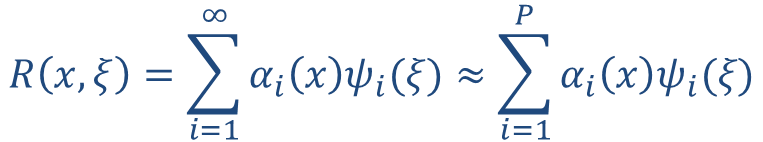 R(x, ξ) = ∑_{i=1}^{∞} α_i(x)ψ_i(ξ) ≈ ∑_{i=1}^{P} α_i(x)ψ_i(ξ)